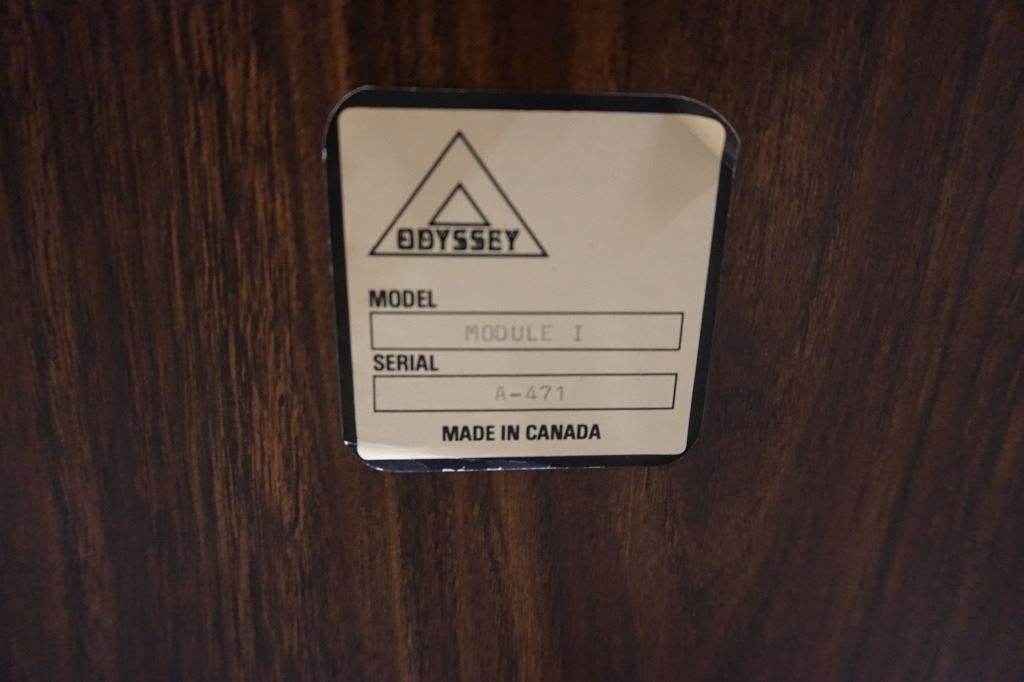 ODYSSEY
MODEL
MODULE I
SERIAL
A-471
MADE IN CANADA